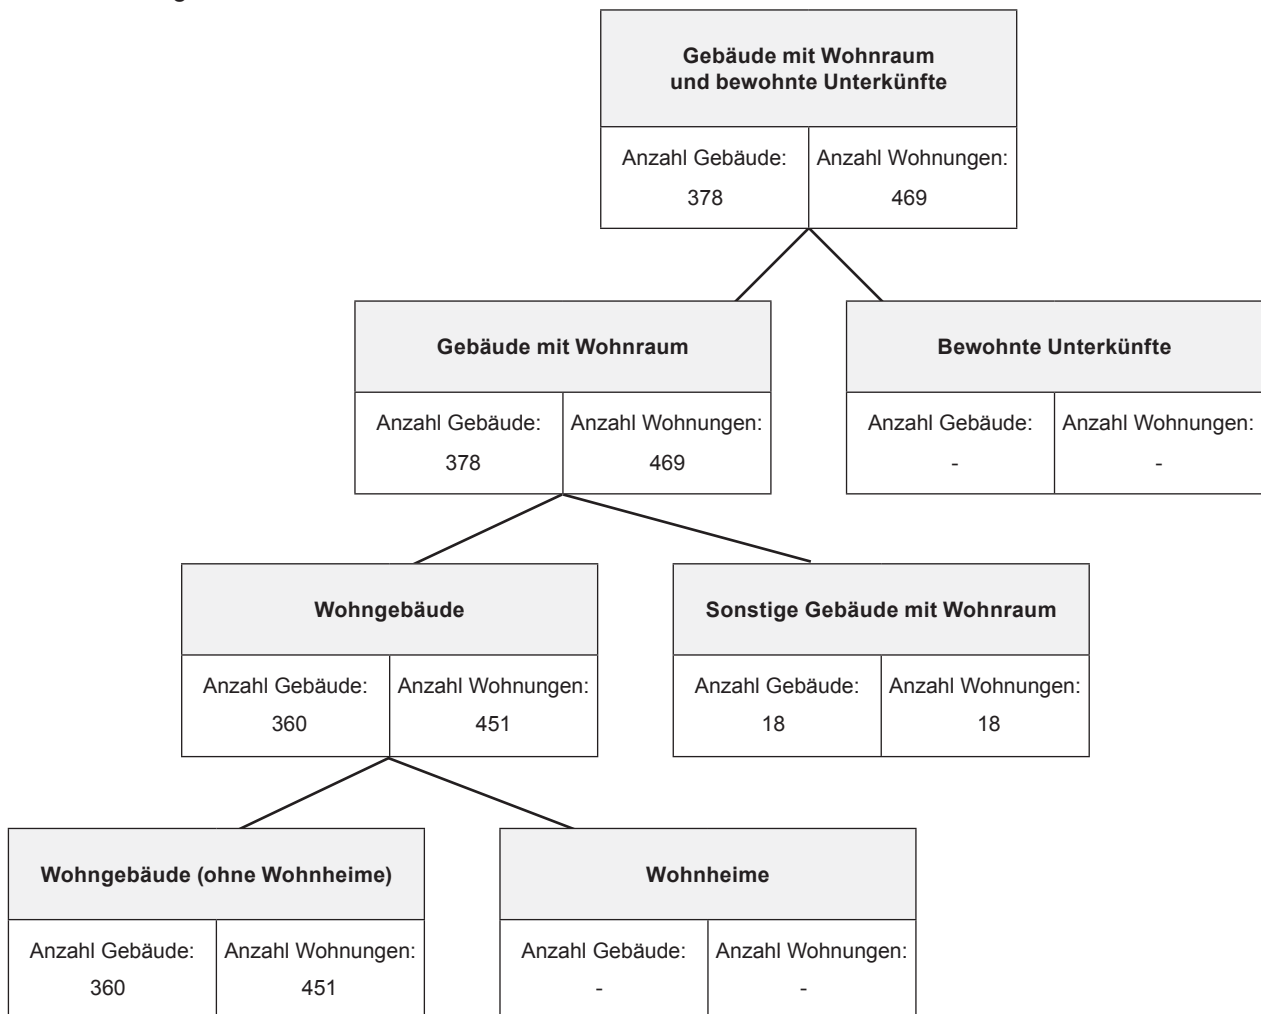 Gebäude mit Wohnraum
und bewohnte Unterkünfte
Anzahl Gebäude: Anzahl Wohnungen:
378 469
Gebäude mit Wohnraum
Bewohnte Unterkünfte
Anzahl Gebäude: Anzahl Wohnungen:
378 469
Anzahl Gebäude: Anzahl Wohnungen:
- -
Wohngebäude
Sonstige Gebäude mit Wohnraum
Anzahl Gebäude: Anzahl Wohnungen:
360 451
Anzahl Gebäude: Anzahl Wohnungen:
18 18
Wohngebäude (ohne Wohnheime)
Wohnheime
Anzahl Gebäude: Anzahl Wohnungen:
360 451
Anzahl Gebäude: Anzahl Wohnungen:
- -